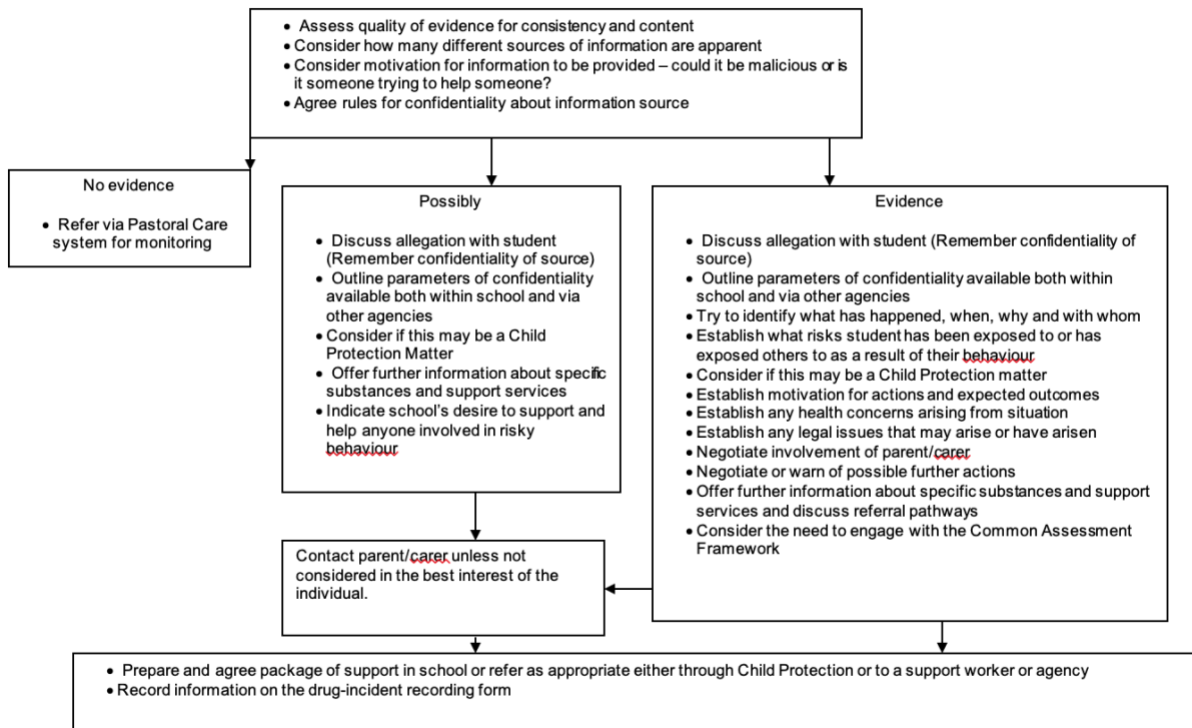 • Assess quality of evidence for consistency and content
• Consider how many different sources of information are apparent
• Consider motivation for information to be provided – could it be malicious or is
it someone trying to help someone?
• Agree rules for confidentiality about information source
No evidence
• Refer via Pastoral Care
system for monitoring
Possibly
• Discuss allegation with student
(Remember confidentiality of
source)
• Outline parameters of confidentiality
available both within school and via
other agencies
• Consider if this may be a Child
Protection Matter
• Offer further information about specific
substances and support services
• Indicate school's desire to support and
help anyone involved in risky
behaviour
Evidence
• Discuss allegation with student (Remember confidentiality of
source)
• Outline parameters of confidentiality available both within
school and via other agencies
• Try to identify what has happened, when, why and with whom
• Establish what risks student has been exposed to or has
exposed others to as a result of their behaviour
• Consider if this may be a Child Protection matter
• Establish motivation for actions and expected outcomes
• Establish any health concerns arising from situation
• Establish any legal issues that may arise or have arisen
• Negotiate involvement of parent/carer
• Negotiate or warn of possible further actions
• Offer further information about specific substances and support
services and discuss referral pathways
• Consider the need to engage with the Common Assessment
Framework
Contact parent/carer unless not
considered in the best interest of the
individual.
• Prepare and agree package of support in school or refer as appropriate either through Child Protection or to a support worker or agency
• Record information on the drug-incident recording form